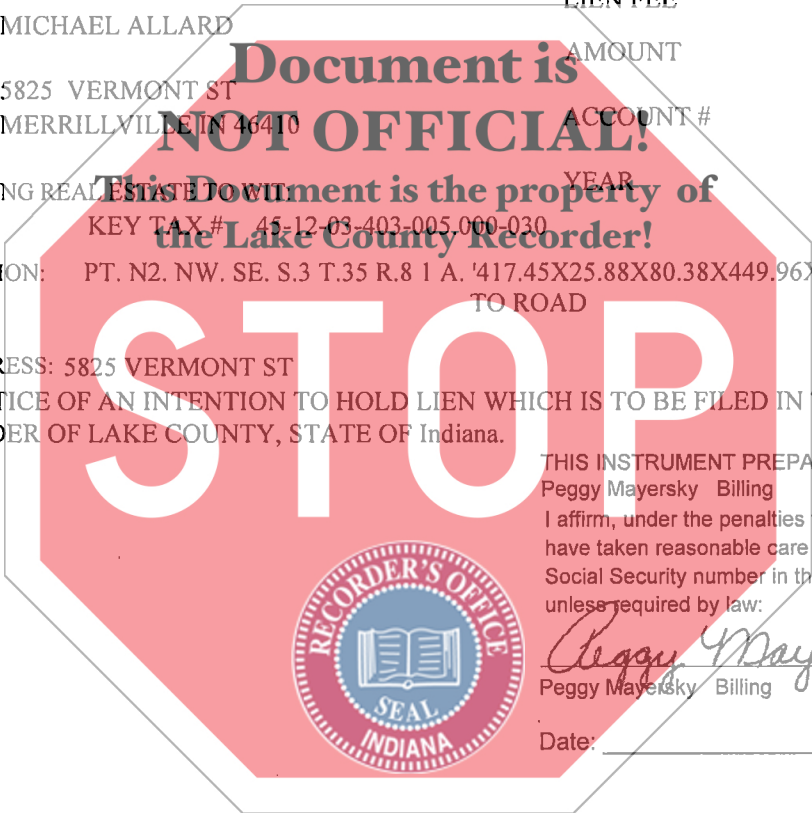 LIEN FEE
MICHAEL ALLARD
AMOUNT
Document is
5825 VERMONT ST
NOT OFFICIAL!
MERRILLVILLE IN 46410
ACCOUNT #
This Document is the property of
NG REAL ESTATE TO WIT:
YEAR
KEY TAX # 45-12-03-403-005.000-030
the Lake County Recorder!
ION: PT. N2. NW. SE. S.3 T.35 R.8 1 A. '417.45X25.88X80.38X449.96X
TO ROAD
STOP
RESS: 5825 VERMONT ST
TICE OF AN INTENTION TO HOLD LIEN WHICH IS TO BE FILED IN
DER OF LAKE COUNTY, STATE OF Indiana.
THIS INSTRUMENT PREPA
Peggy Mayersky Billing
I affirm, under the penalties
have taken reasonable care
Social Security number in th
unless required by law:
Peggy May
Peggy Mayersky Billing
Date:
RECORDER'S OFFICE
SEAL
INDIANA